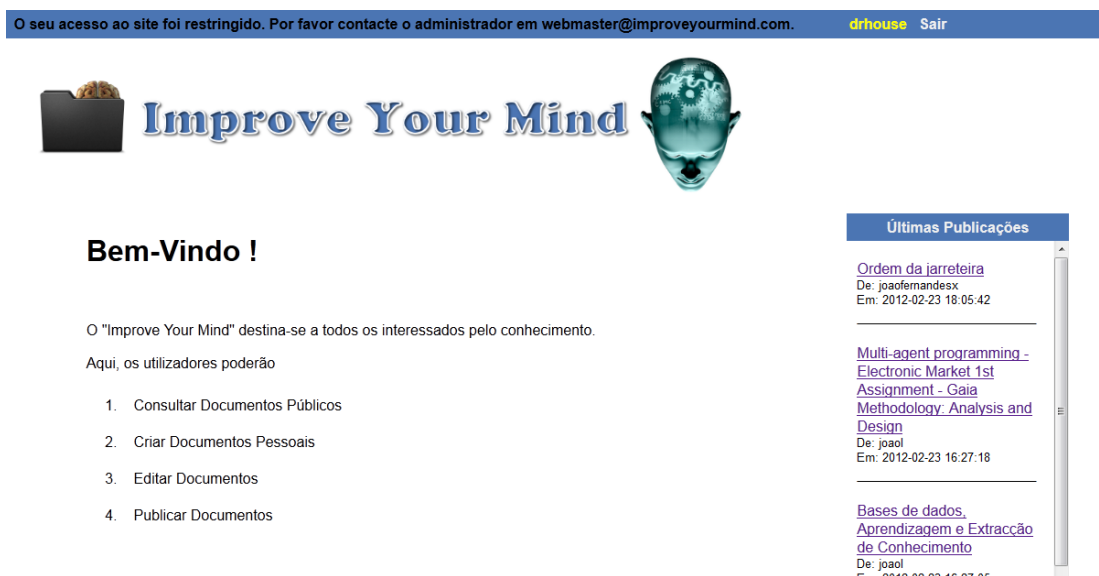 O seu acesso ao site foi restringido. Por favor contacte o administrador em webmaster@improveyourmind.com. drhouse Sair
Improve Your Mind
Bem-Vindo !
O "Improve Your Mind" destina-se a todos os interessados pelo conhecimento.
Aqui, os utilizadores poderão
1. Consultar Documentos Públicos
2. Criar Documentos Pessoais
3. Editar Documentos
4. Publicar Documentos
Últimas Publicações
Ordem da jarreteira
De: joaofernandesx
Em: 2012-02-23 18:05:42
Multi-agent programming -
Electronic Market 1st
Assignment - Gaia
Methodology: Analysis and
Design
De: joaol
Em: 2012-02-23 16:27:18
Bases de dados,
Aprendizagem e Extracção
de Conhecimento
De: joaol